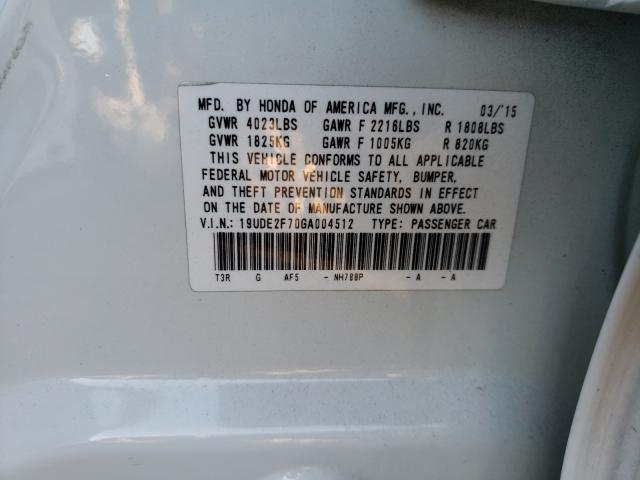 MFD. BY HONDA OF AMERICA MFG., INC. 03/'15
GVWR 4023LBS GAWR F 2216LBS R 1808LBS
GVWR 1825KG GAWR F 1005KG R 820KG
THIS VEHICLE CONFORMS TO ALL APPLICABLE
FEDERAL MOTOR VEHICLE SAFETY, BUMPER,
AND THEFT PREVENTION STANDARDS IN EFFECT
ON THE DATE OF MANUFACTURE SHOWN ABOVE.
V.I.N.: 19UDE2F70GA004512 TYPE: PASSENGER CAR
T3R G AF5 - NH788P - A - A